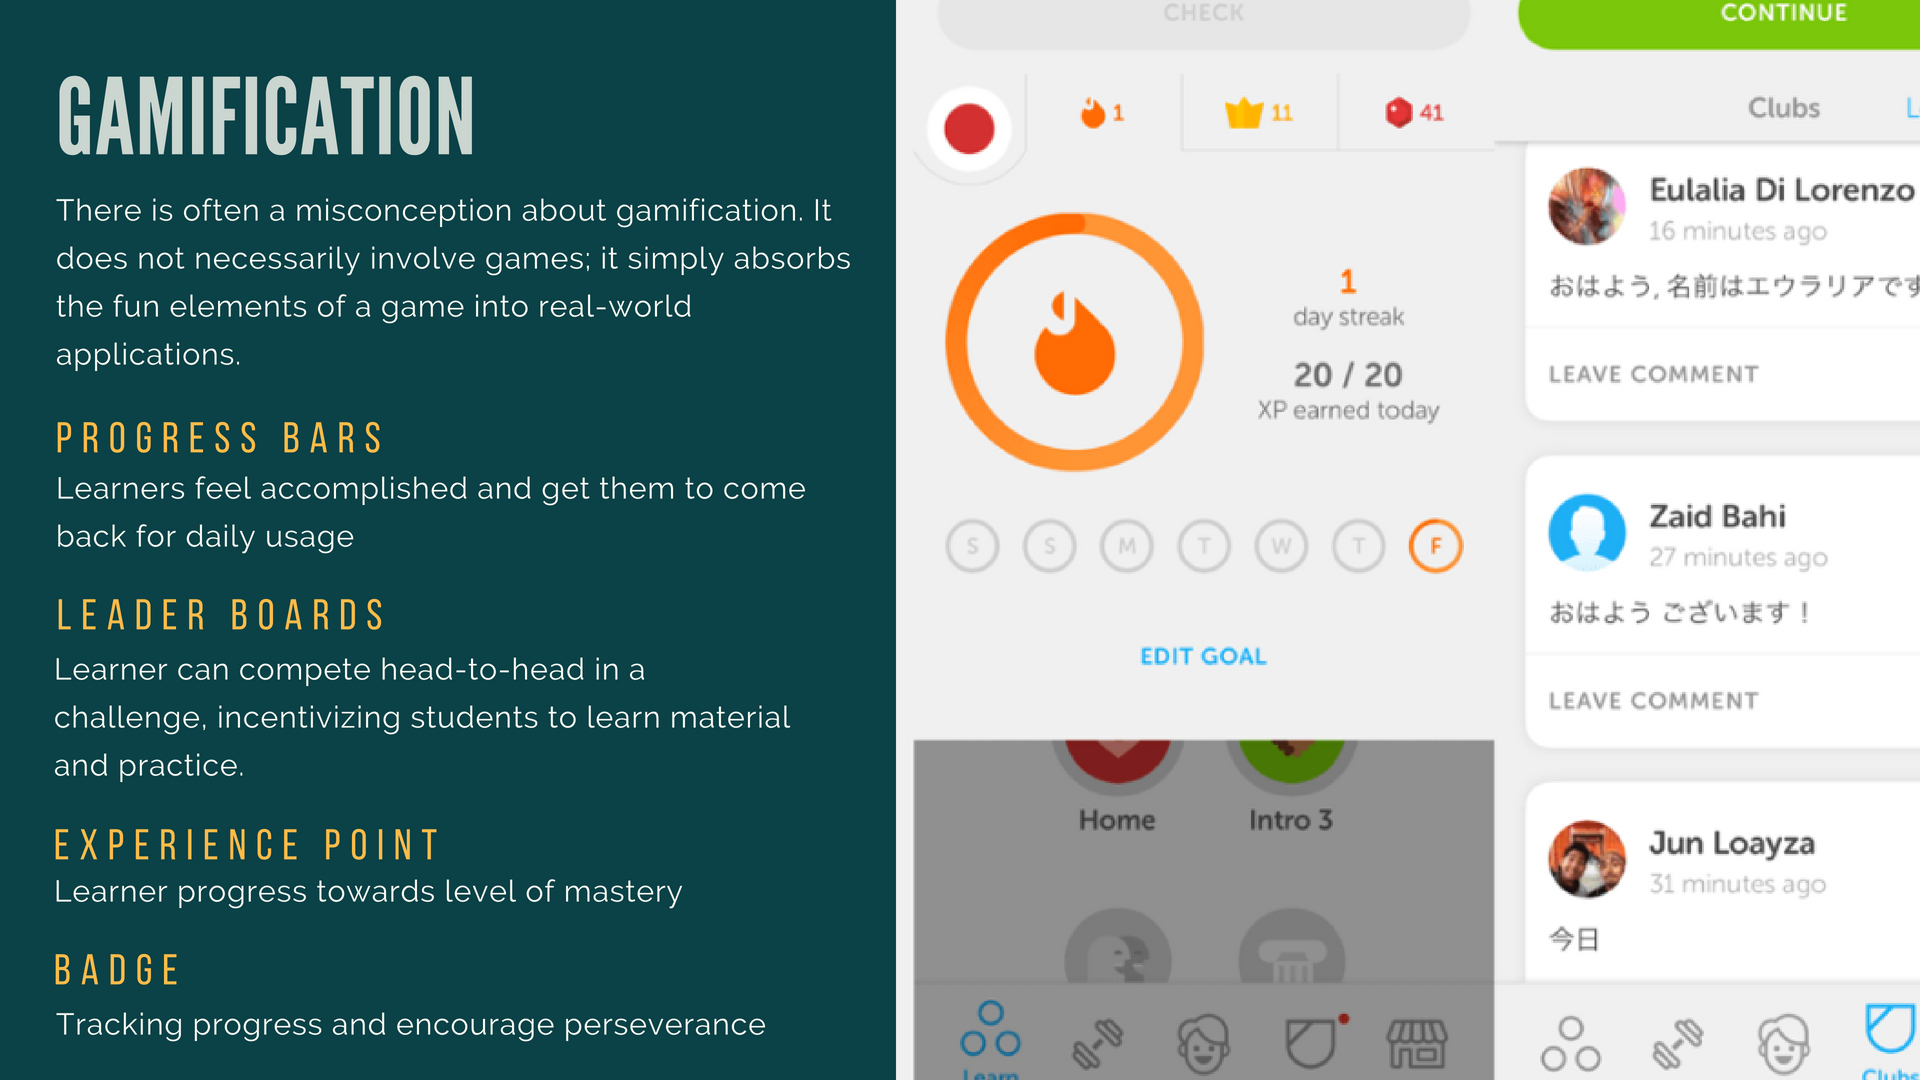 GAMIFICATION
There is often a misconception about gamification. It
does not necessarily involve games; it simply absorbs
the fun elements of a game into real-world
applications.
PROGRESS BARS
Learners feel accomplished and get them to come
back for daily usage
LEADER BOARDS
Learner can compete head-to-head in a
challenge, incentivizing students to learn material
and practice.
EXPERIENCE POINT
Learner progress towards level of mastery
BADGE
Tracking progress and encourage perseverance
CHECK
1 11 41
1
day streak
20 / 20
XP earned today
S S M T W T F
EDIT GOAL
Home Intro 3
Learn
CONTINUE
Clubs
Eulalia Di Lorenzo
16 minutes ago
おはよう, 名前はエウラリアです
LEAVE COMMENT
Zaid Bahi
27 minutes ago
おはよう ございます！
LEAVE COMMENT
Jun Loayza
31 minutes ago
今日
Clubs